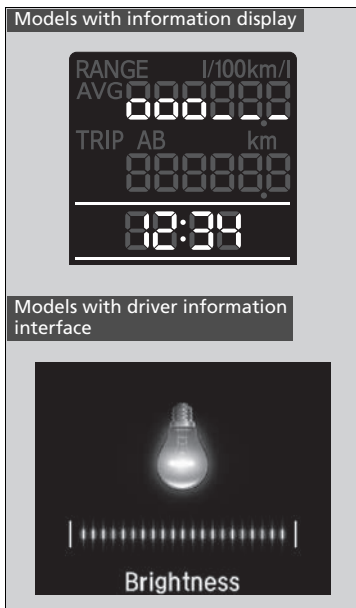 Models with information display
RANGE l/100km/l
AVG
TRIP AB km
12:34
Models with driver information
interface
Brightness